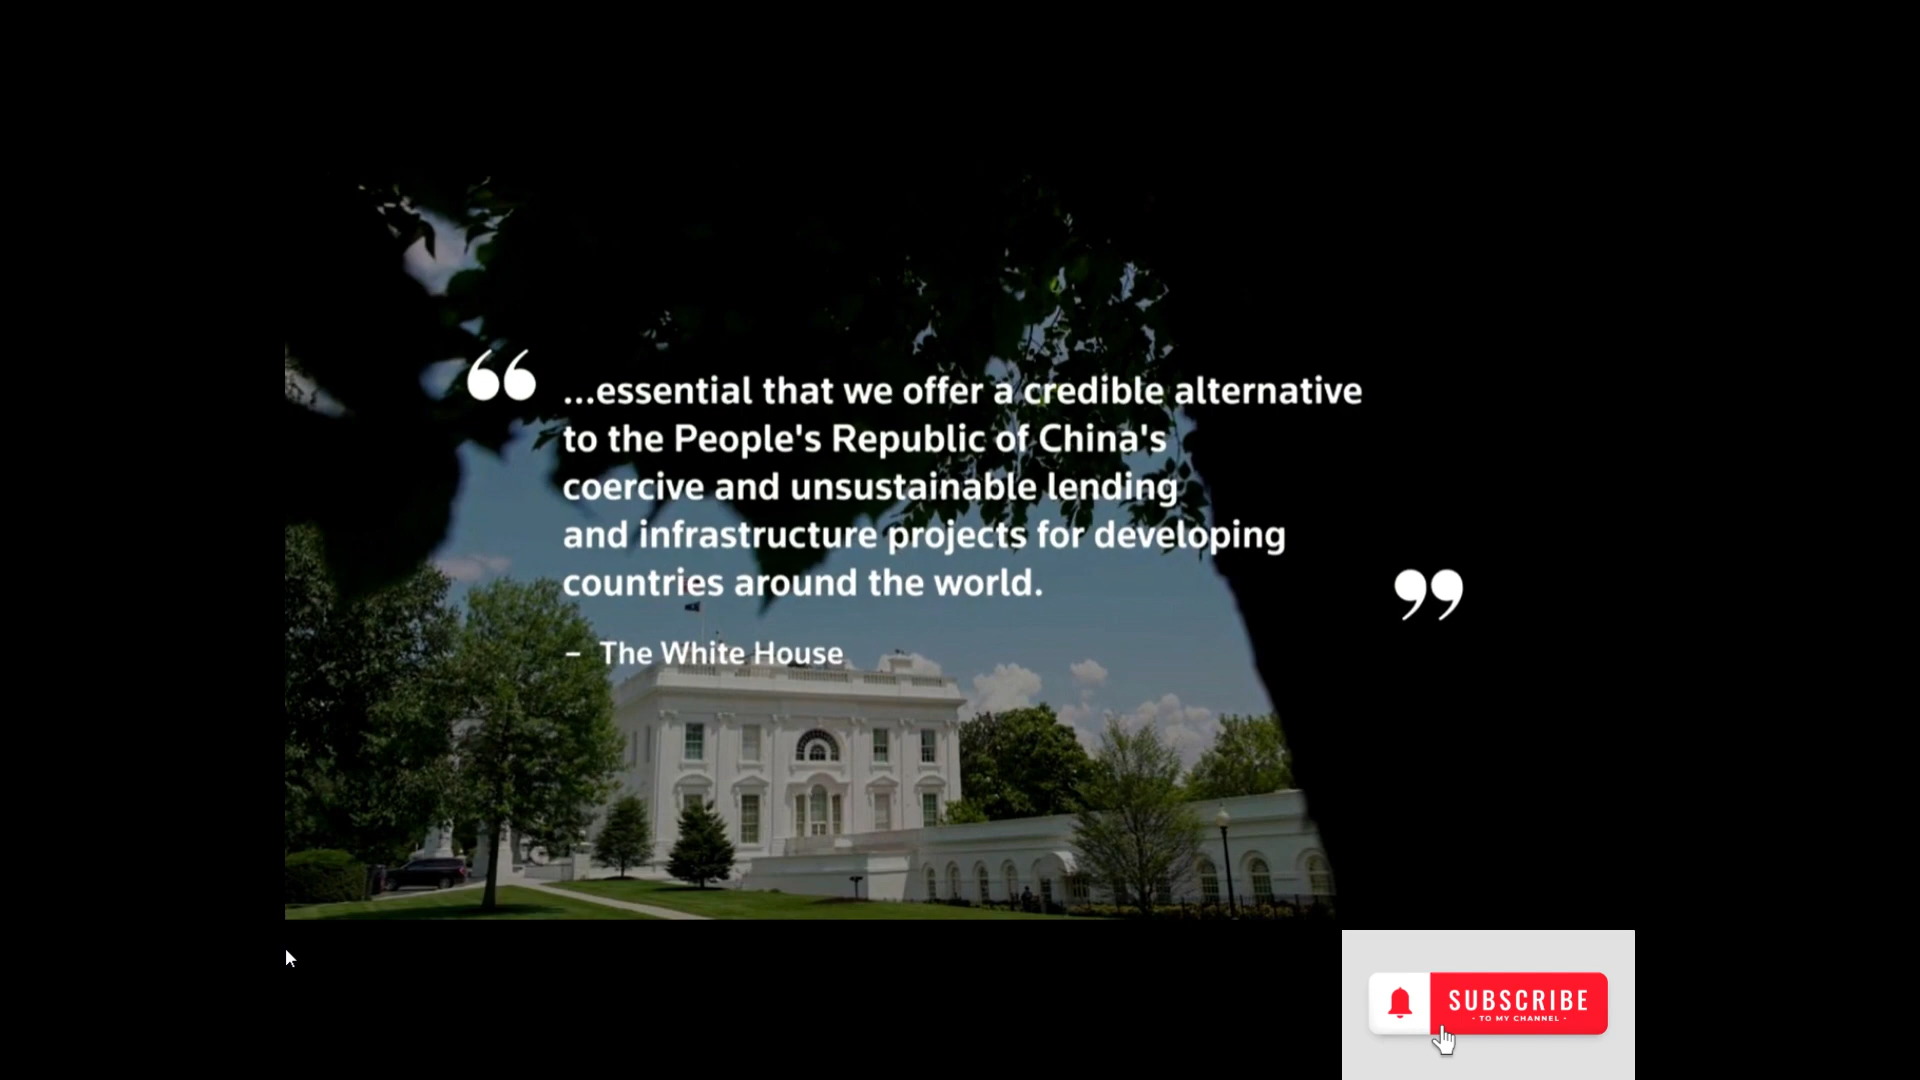 “ ...essential that we offer a credible alternative
to the People's Republic of China's
coercive and unsustainable lending
and infrastructure projects for developing
countries around the world. ”
– The White House
SUBSCRIBE
- TO MY CHANNEL -